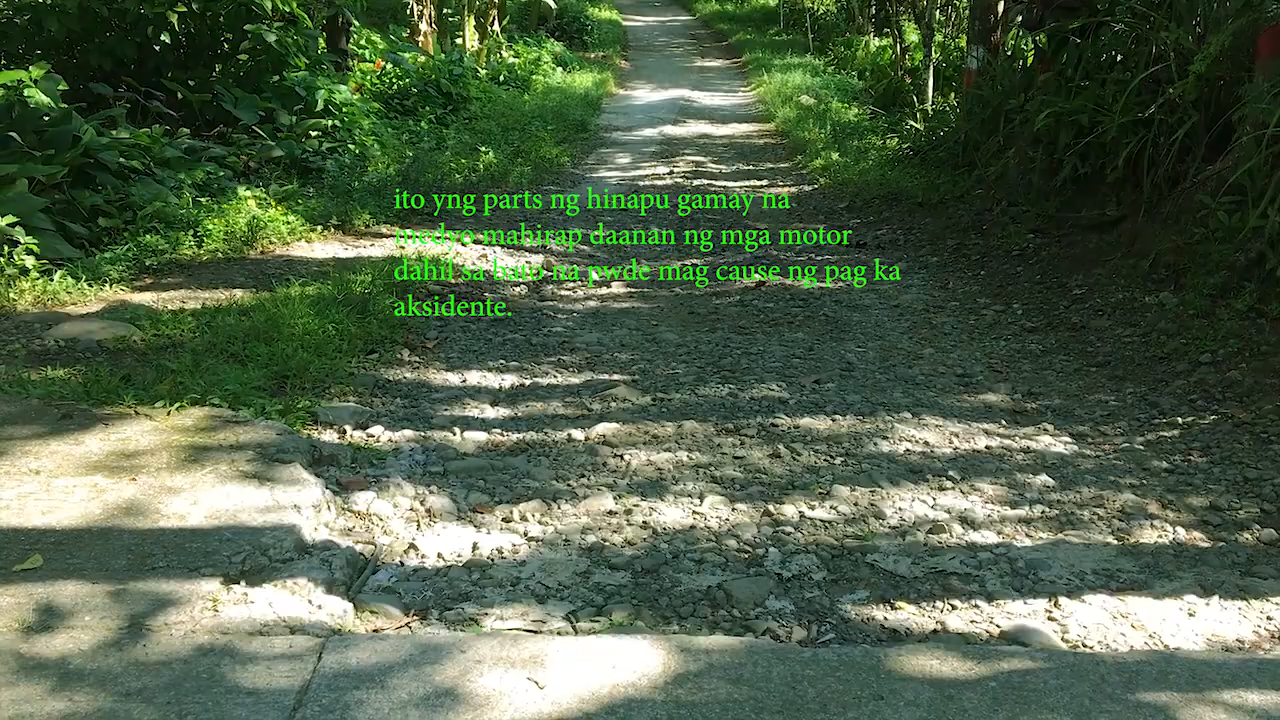 ito yng parts ng hinapu gamay na
medyo mahirap daanan ng mga motor
dahil sa bato na pwde mag cause ng pag ka
aksidente.